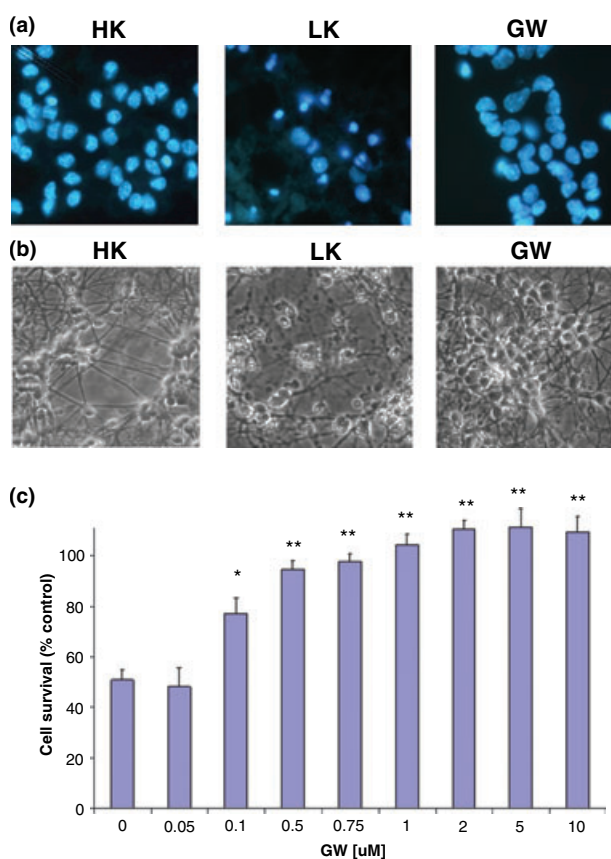 (a) HK LK GW
(b) HK LK GW
(c)
** ** ** ** ** **
*
100
80
60
40
20
0
Cell survival (% control)
0 0.05 0.1 0.5 0.75 1 2 5 10
GW [uM]